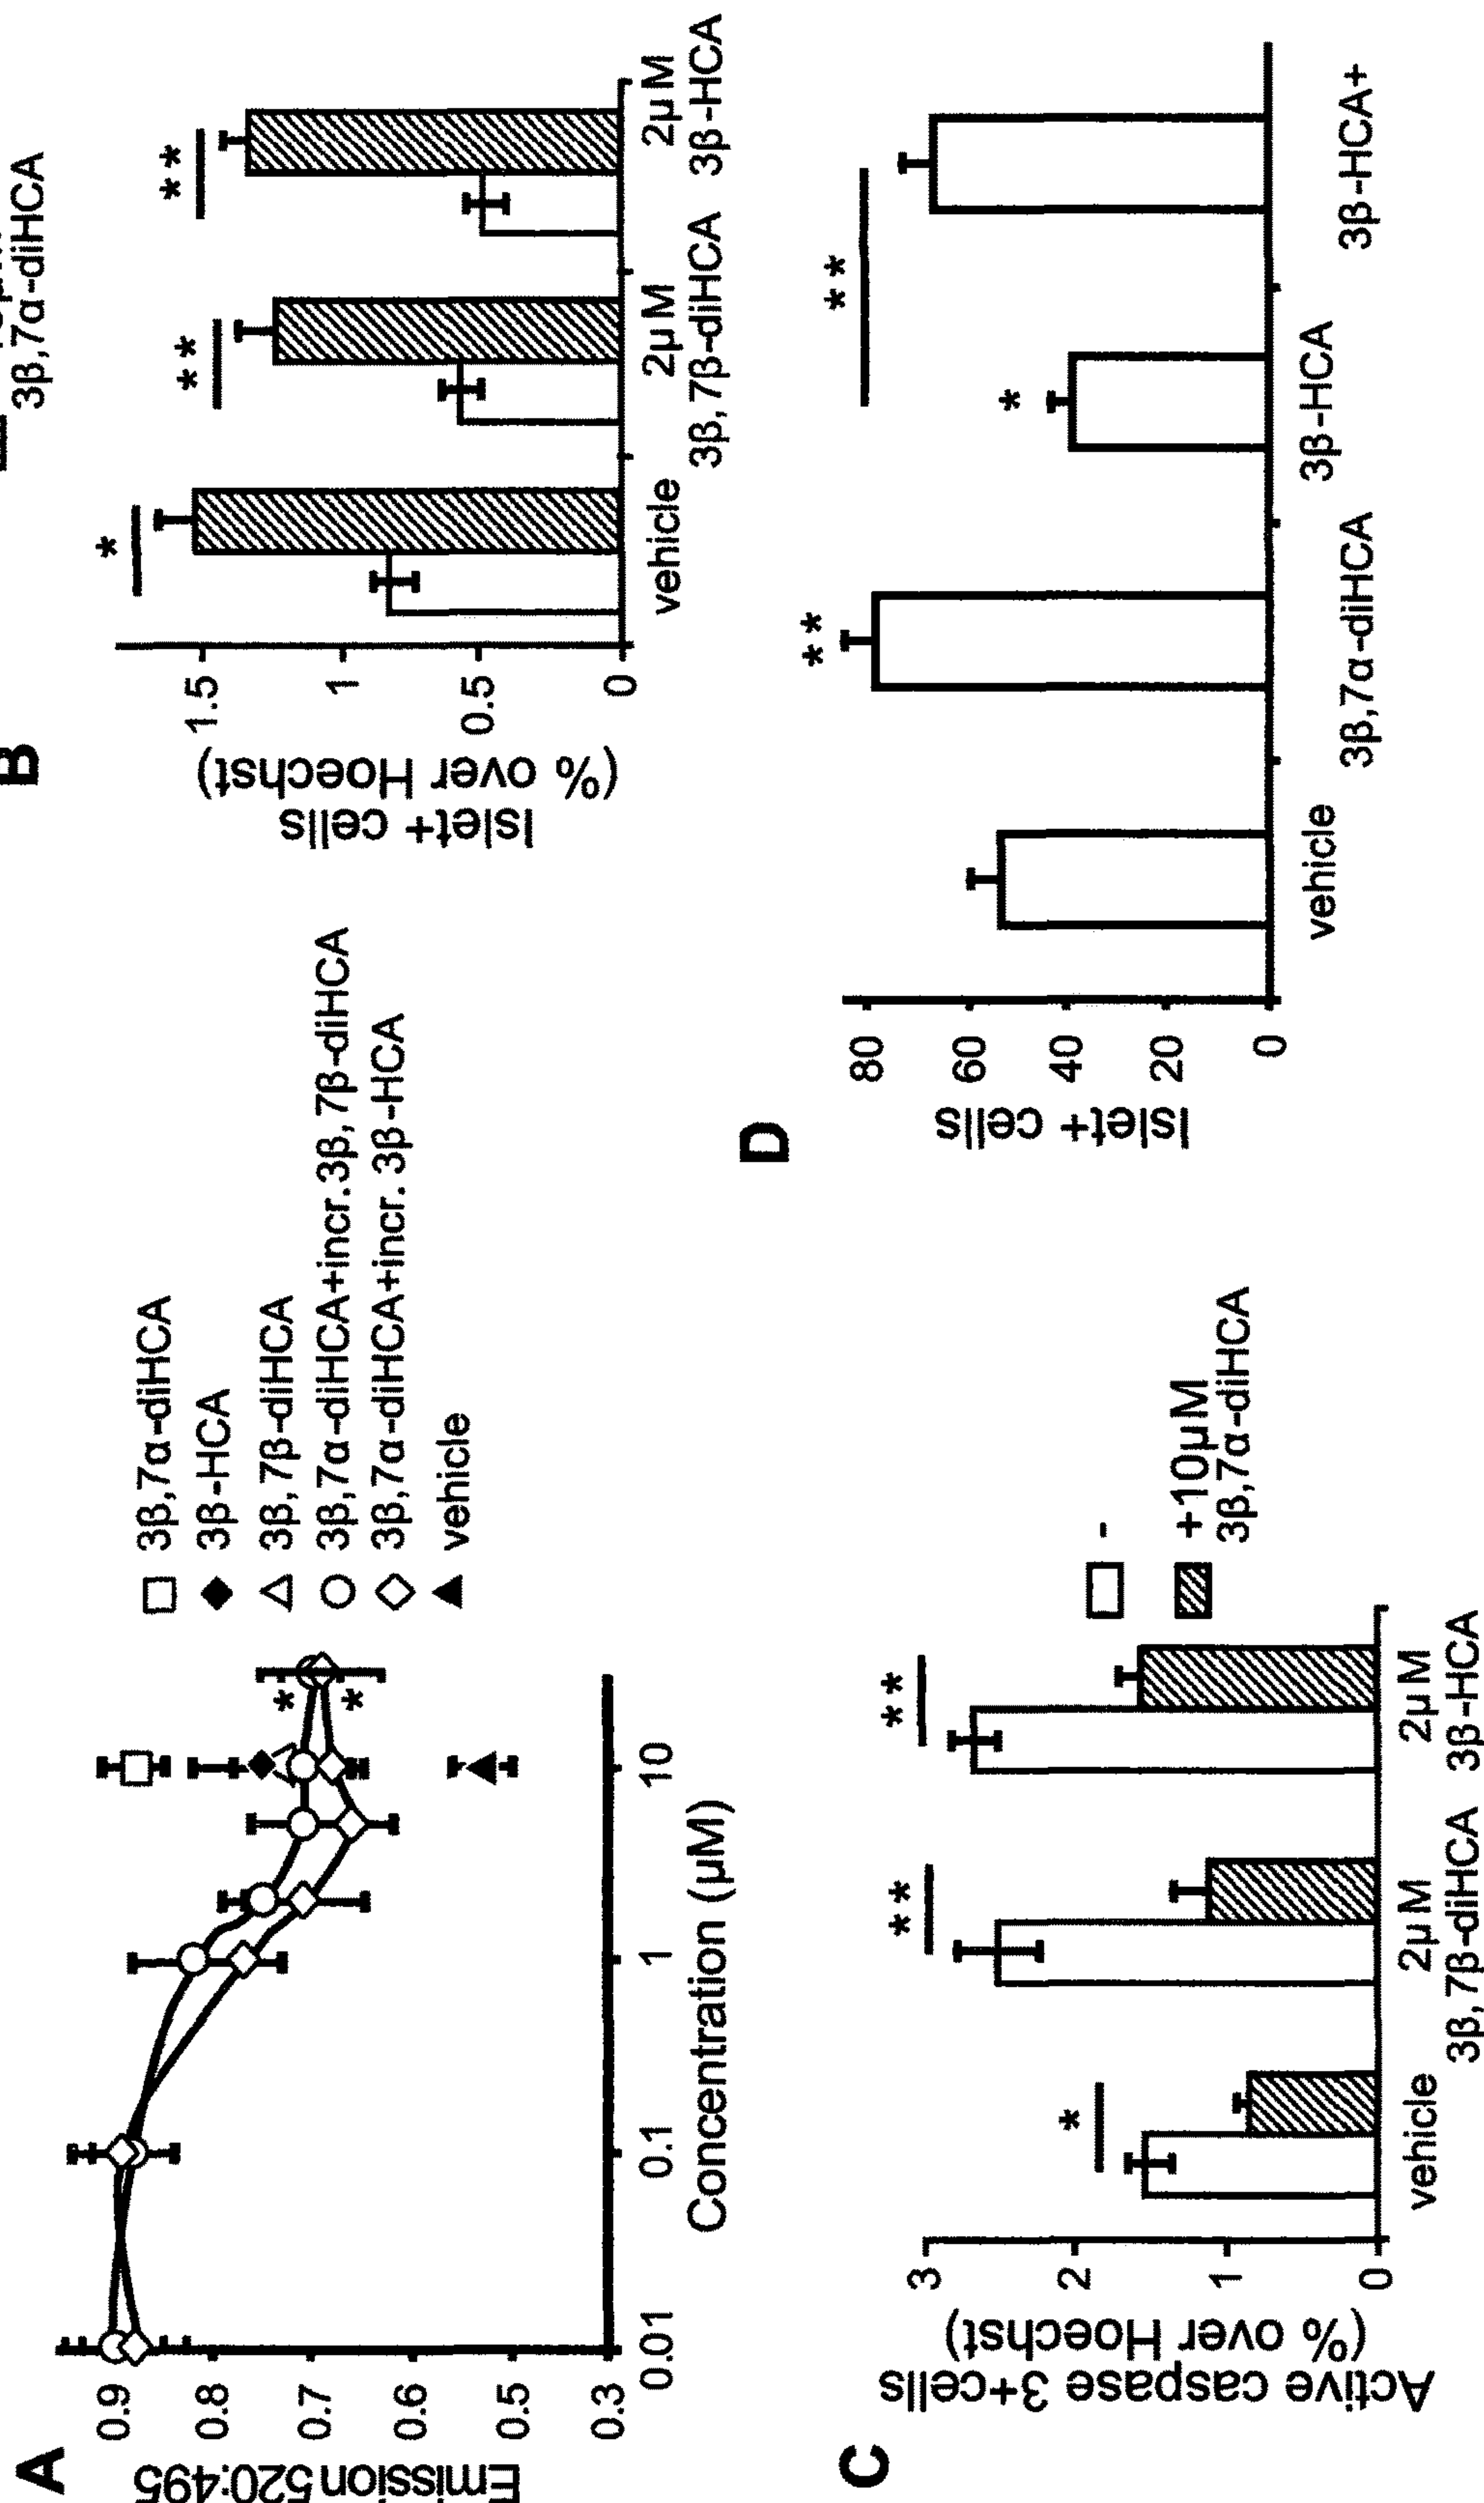 A
Emission 520:495
0.9
0.8
0.7
0.6
0.5
0.3
0.01
0.1
1
10
Concentration (µM)
*
*
3β,7α-diHCA
3β-HCA
3β,7β-diHCA
3β,7α-diHCA+incr.3β,7β-diHCA
3β,7α-diHCA+incr. 3β-HCA
vehicle
B
3β,7α-diHCA
Islet+ cells
(% over Hoechst)
1.5
1
0.5
0
*
**
**
vehicle
2µM
3β,7β-diHCA
2µM
3β-HCA
C
Active caspase 3+cells
(% over Hoechst)
3
2
1
0
*
**
**
vehicle
2µM
3β,7β-diHCA
2µM
3β-HCA
-
+10µM
3β,7α-diHCA
D
Islet+ cells
80
60
40
20
0
**
*
**
vehicle
3β,7α-diHCA
3β-HCA
3β-HCA+